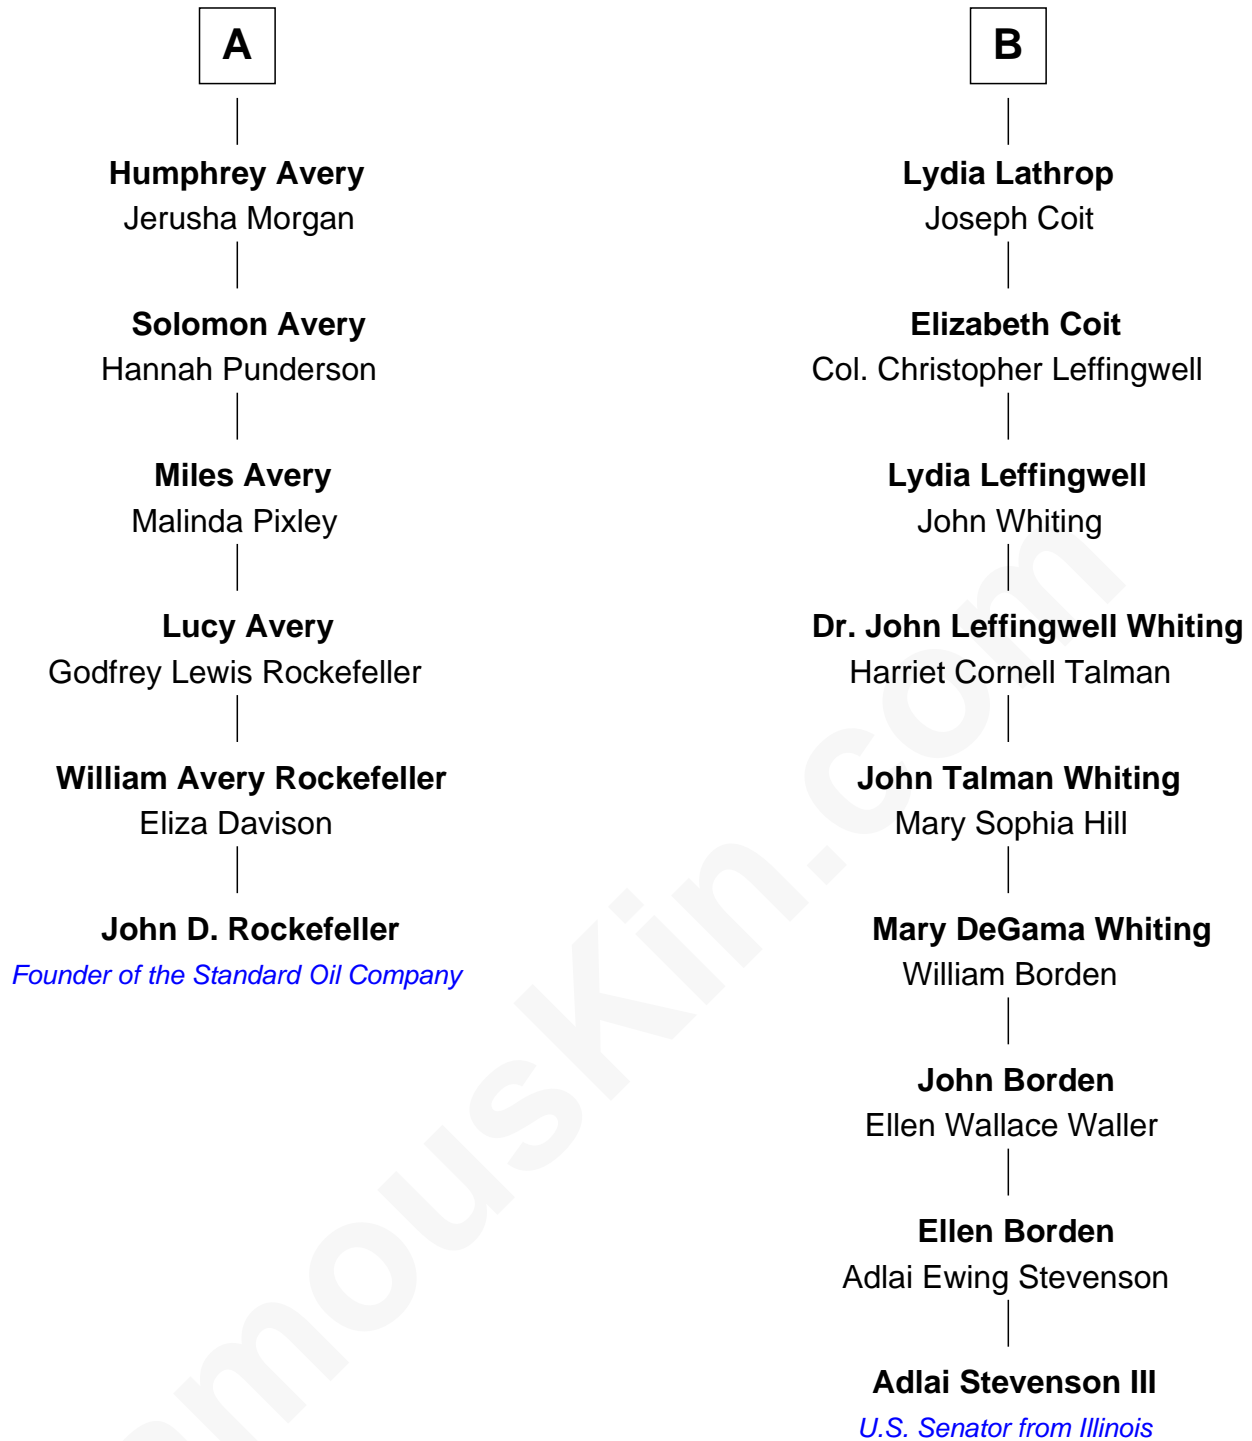 A
Humphrey Avery
Jerusha Morgan
Solomon Avery
Hannah Punderson
Miles Avery
Malinda Pixley
Lucy Avery
Godfrey Lewis Rockefeller
William Avery Rockefeller
Eliza Davison
John D. Rockefeller
Founder of the Standard Oil Company
B
Lydia Lathrop
Joseph Coit
Elizabeth Coit
Col. Christopher Leffingwell
Lydia Leffingwell
John Whiting
Dr. John Leffingwell Whiting
Harriet Cornell Talman
John Talman Whiting
Mary Sophia Hill
Mary DeGama Whiting
William Borden
John Borden
Ellen Wallace Waller
Ellen Borden
Adlai Ewing Stevenson
Adlai Stevenson III
U.S. Senator from Illinois
amousKin.com